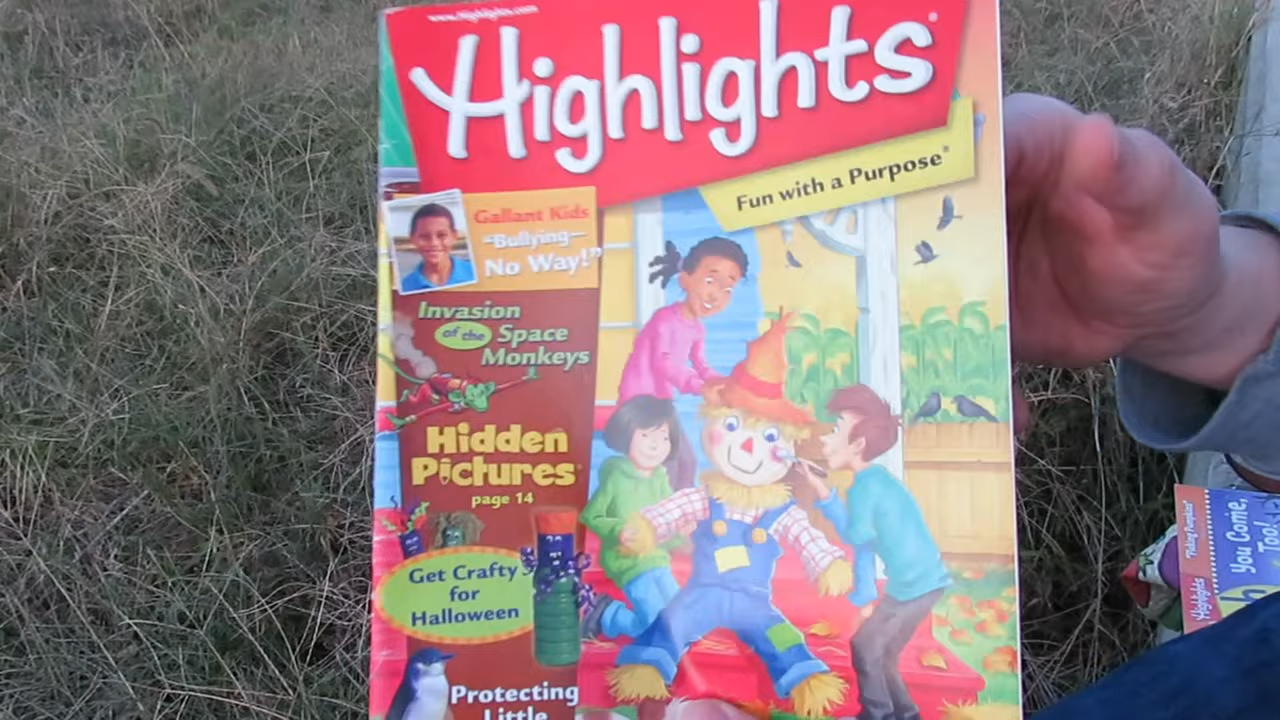 www.Highlights.com
Highlights®
Fun with a Purpose®
Gallant Kids
"Bullying—
No Way!"
Invasion
of the Space
Monkeys
Hidden
Pictures®
page 14
Get Crafty
for
Halloween
Protecting
Little
Highlights
You Come,
Too!